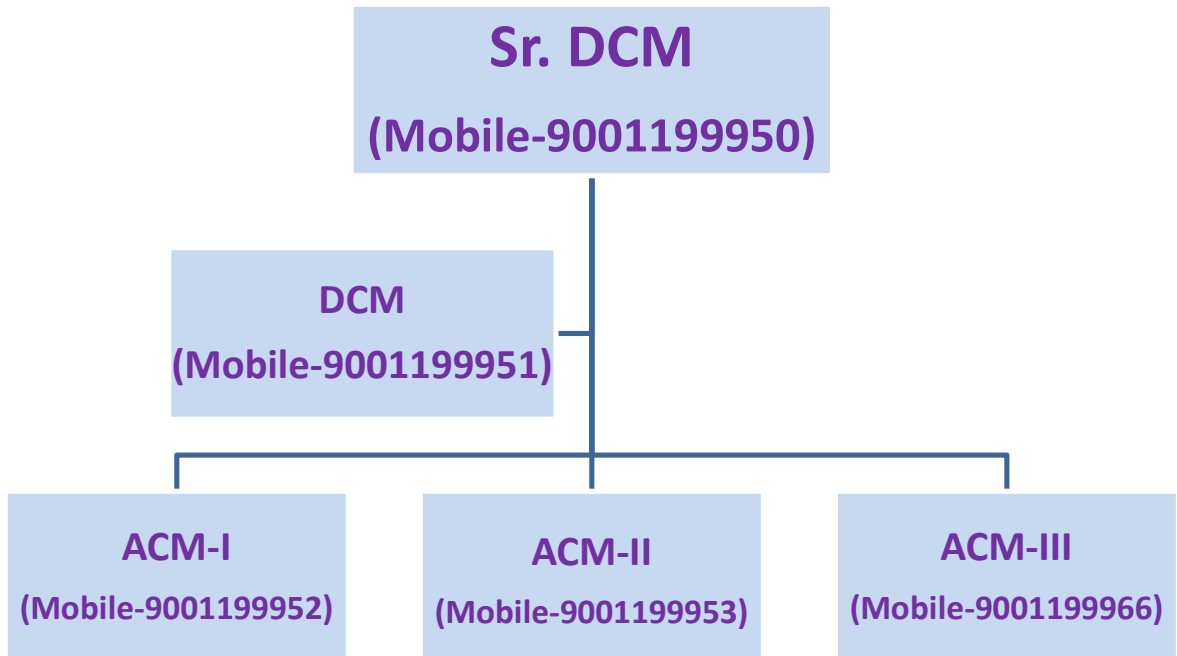 Sr. DCM
(Mobile-9001199950)
DCM
(Mobile-9001199951)
ACM-I
(Mobile-9001199952)
ACM-II
(Mobile-9001199953)
ACM-III
(Mobile-9001199966)